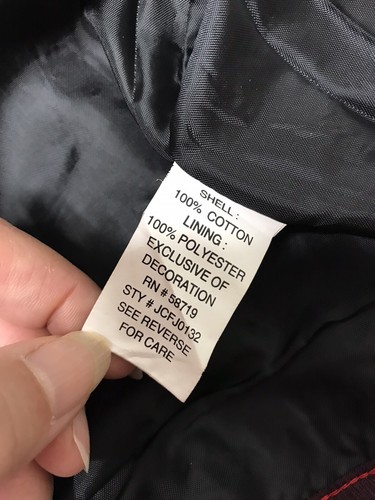 SHELL:
100% COTTON
LINING:
100% POLYESTER
EXCLUSIVE OF
DECORATION
RN # 58719
STY # JCFJ0132
SEE REVERSE
FOR CARE